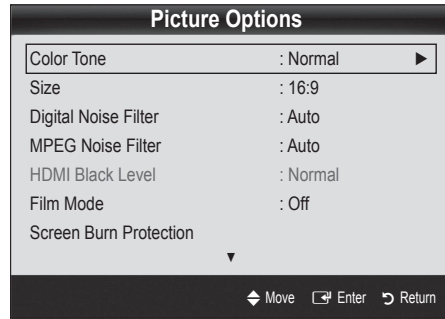 Picture Options
Color Tone : Normal ▶
Size : 16:9
Digital Noise Filter : Auto
MPEG Noise Filter : Auto
HDMI Black Level : Normal
Film Mode : Off
Screen Burn Protection
▼
Move Enter Return